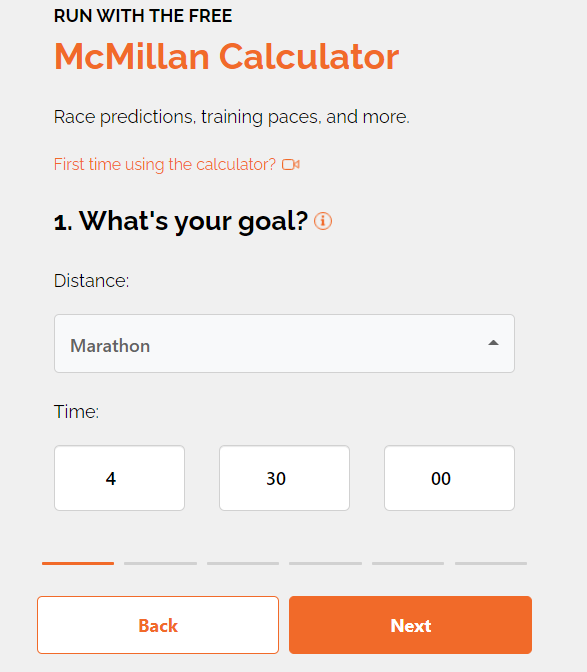 RUN WITH THE FREE
McMillan Calculator
Race predictions, training paces, and more.
First time using the calculator?
1. What's your goal?
Distance:
Marathon
Time:
4 30 00
Back Next